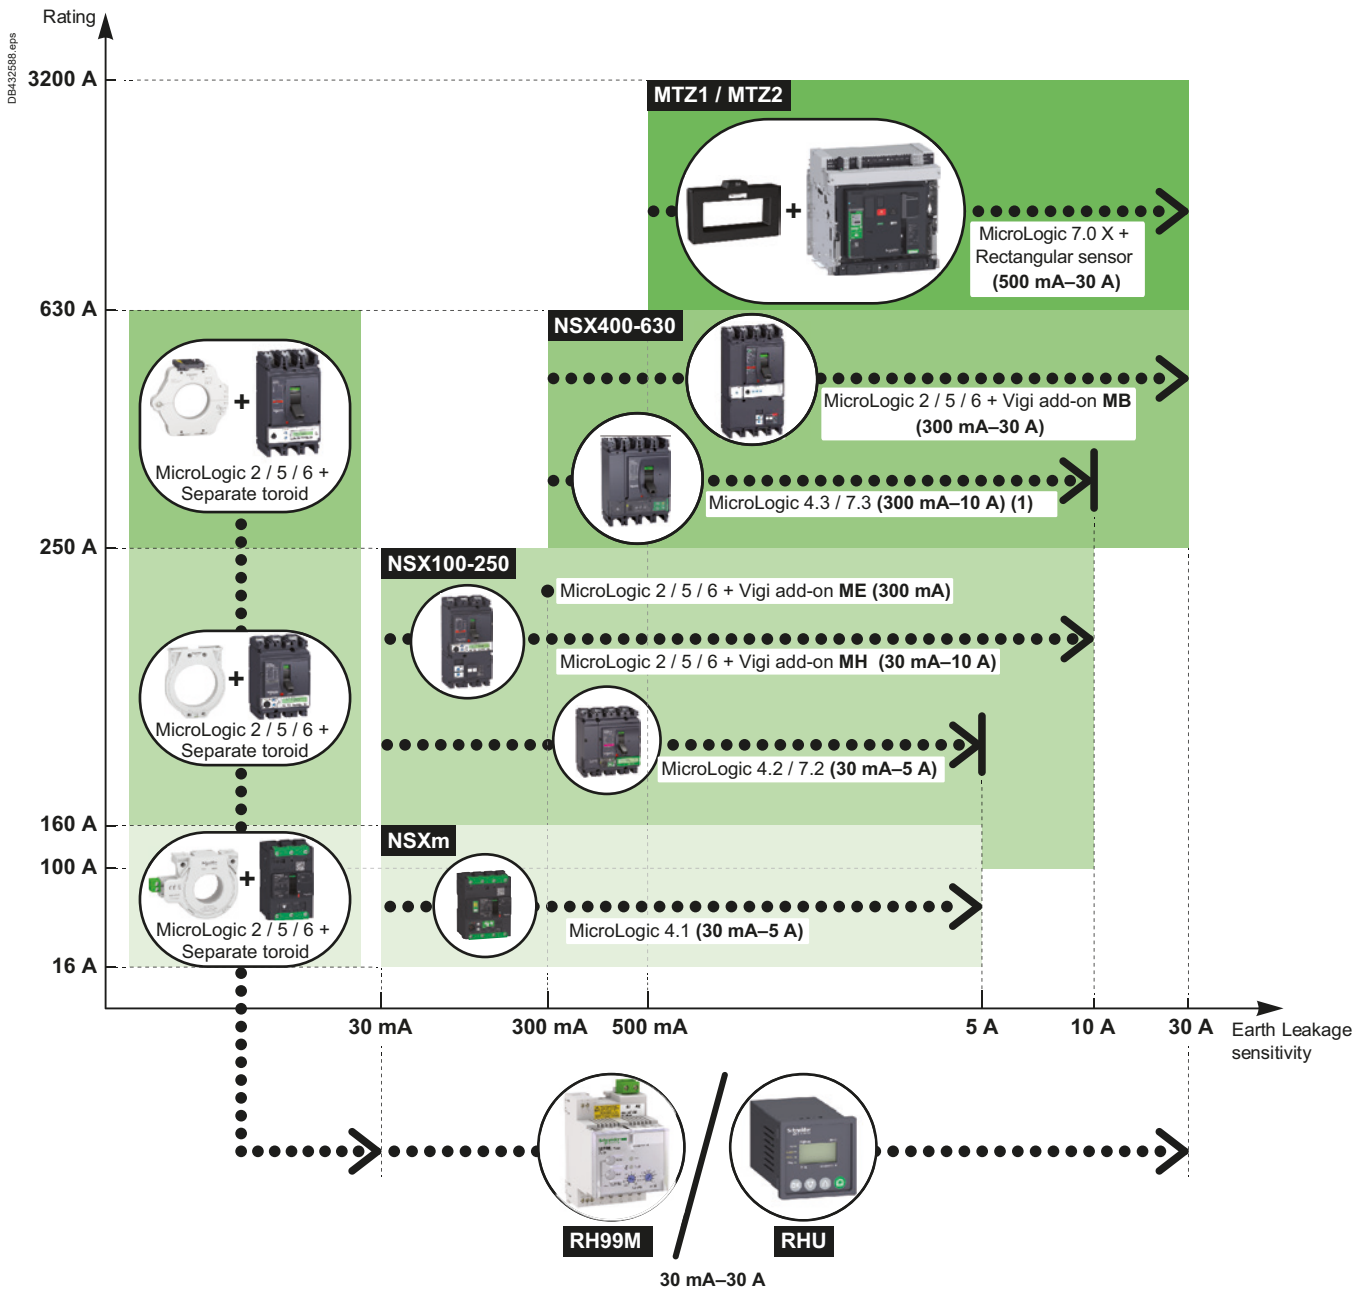 Rating
DB432588.eps
3200 A
MTZ1 / MTZ2
+
MicroLogic 7.0 X +
Rectangular sensor
(500 mA–30 A)
630 A
NSX400-630
+
MicroLogic 2 / 5 / 6 +
Separate toroid
MicroLogic 2 / 5 / 6 + Vigi add-on MB
(300 mA–30 A)
MicroLogic 4.3 / 7.3 (300 mA–10 A) (1)
250 A
NSX100-250
MicroLogic 2 / 5 / 6 + Vigi add-on ME (300 mA)
MicroLogic 2 / 5 / 6 + Vigi add-on MH (30 mA–10 A)
+
MicroLogic 2 / 5 / 6 +
Separate toroid
MicroLogic 4.2 / 7.2 (30 mA–5 A)
160 A
NSXm
100 A
+
MicroLogic 2 / 5 / 6 +
Separate toroid
MicroLogic 4.1 (30 mA–5 A)
16 A
30 mA
300 mA
500 mA
5 A
10 A
30 A
Earth Leakage
sensitivity
RH99M
RHU
30 mA–30 A